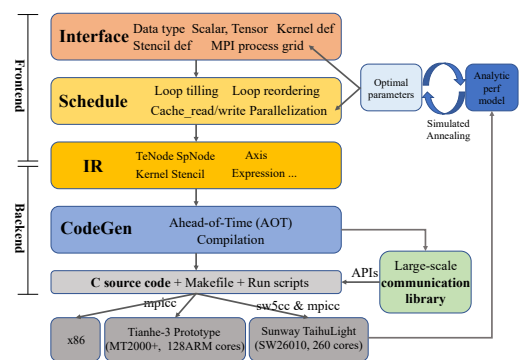 Frontend
Backend
Interface
Data type Scalar, Tensor Kernel def
Stencil def MPI process grid
Schedule
Loop tilling Loop reordering
Cache_read/write Parallelization
IR
TeNode SpNode Axis
Kernel Stencil Expression ...
CodeGen
Ahead-of-Time (AOT)
Compilation
C source code + Makefile + Run scripts
mpicc
sw5cc & mpicc
x86
Tianhe-3 Prototype
(MT2000+, 128ARM cores)
Sunway TaihuLight
(SW26010, 260 cores)
Optimal
parameters
Analytic
perf
model
Simulated
Annealing
APIs
Large-scale
communication
library